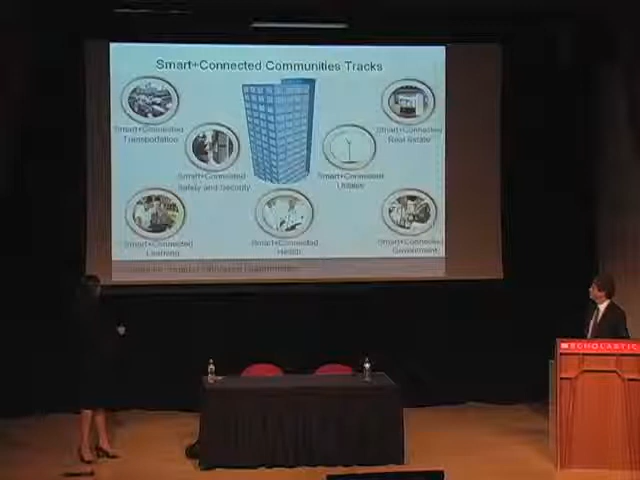 Smart+Connected Communities Tracks
Smart+Connected
Transportation
Smart+Connected
Real Estate
Smart+Connected
Safety and Security
Smart+Connected
Utilities
Smart+Connected
Learning
Smart+Connected
Health
Smart+Connected
Government
SCHOLASTIC